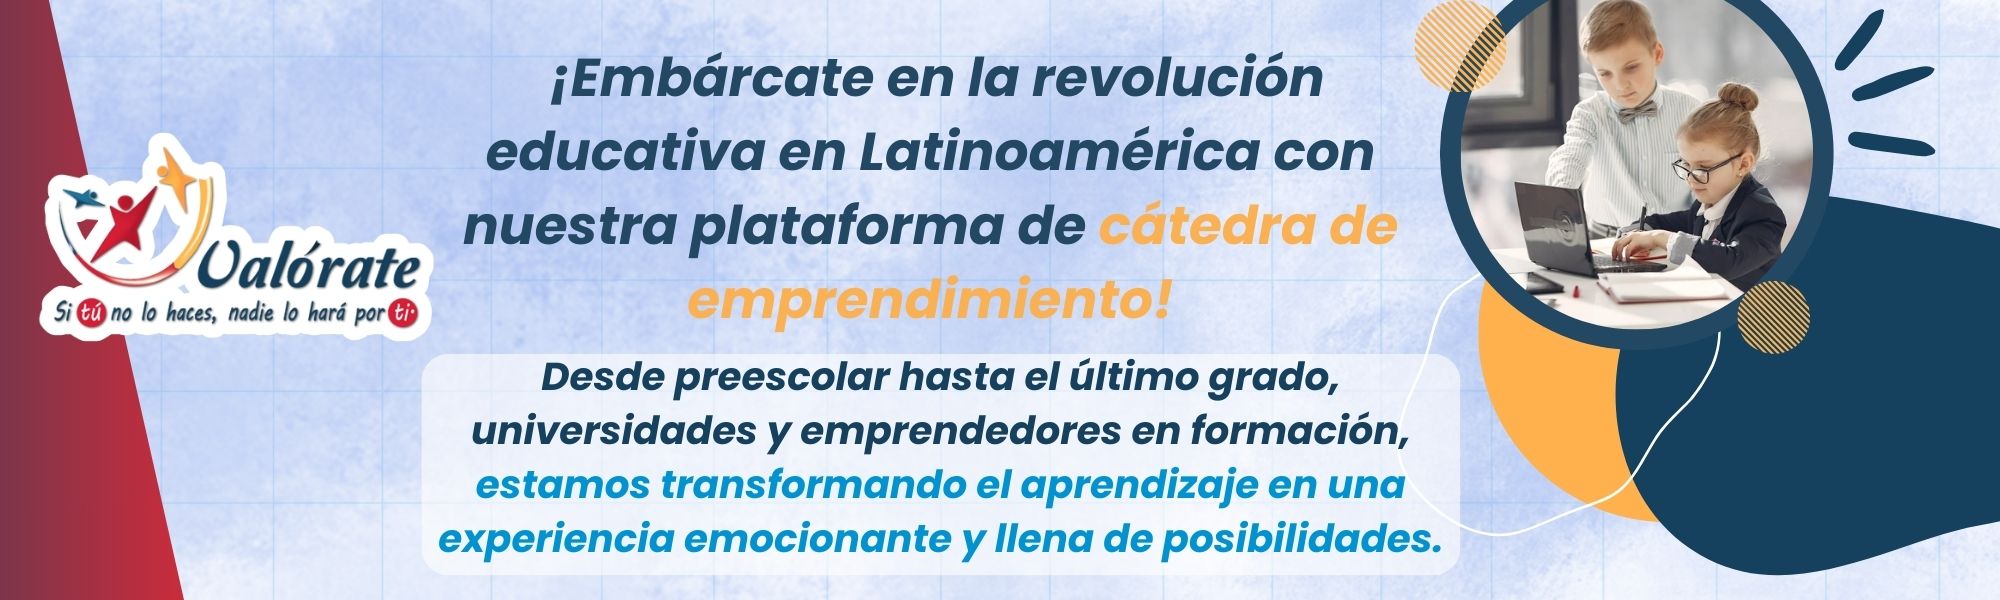 ¡Embárcate en la revolución
educativa en Latinoamérica con
nuestra plataforma de cátedra de
emprendimiento!
Valórate
Si tú no lo haces, nadie lo hará por ti.
Desde preescolar hasta el último grado,
universidades y emprendedores en formación,
estamos transformando el aprendizaje en una
experiencia emocionante y llena de posibilidades.